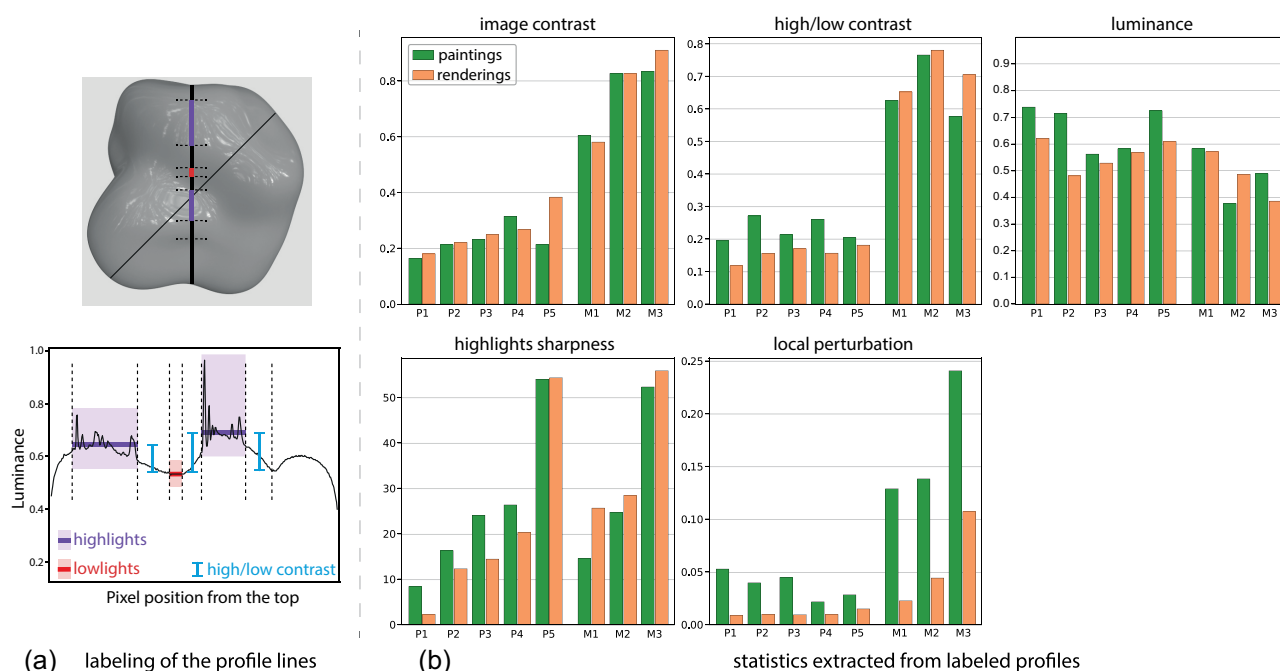 image contrast
high/low contrast
luminance
paintings
renderings
0.8
0.6
0.4
0.2
0.0
P1 P2 P3 P4 P5 M1 M2 M3
0.8
0.7
0.6
0.5
0.4
0.3
0.2
0.1
0.0
P1 P2 P3 P4 P5 M1 M2 M3
0.9
0.8
0.7
0.6
0.5
0.4
0.3
0.2
0.1
0.0
P1 P2 P3 P4 P5 M1 M2 M3
1.0
0.8
0.6
0.4
0.2
Luminance
highlights
lowlights
high/low contrast
Pixel position from the top
highlights sharpness
50
40
30
20
10
0
P1 P2 P3 P4 P5 M1 M2 M3
local perturbation
0.25
0.20
0.15
0.10
0.05
0.00
P1 P2 P3 P4 P5 M1 M2 M3
(a) labeling of the profile lines
(b) statistics extracted from labeled profiles